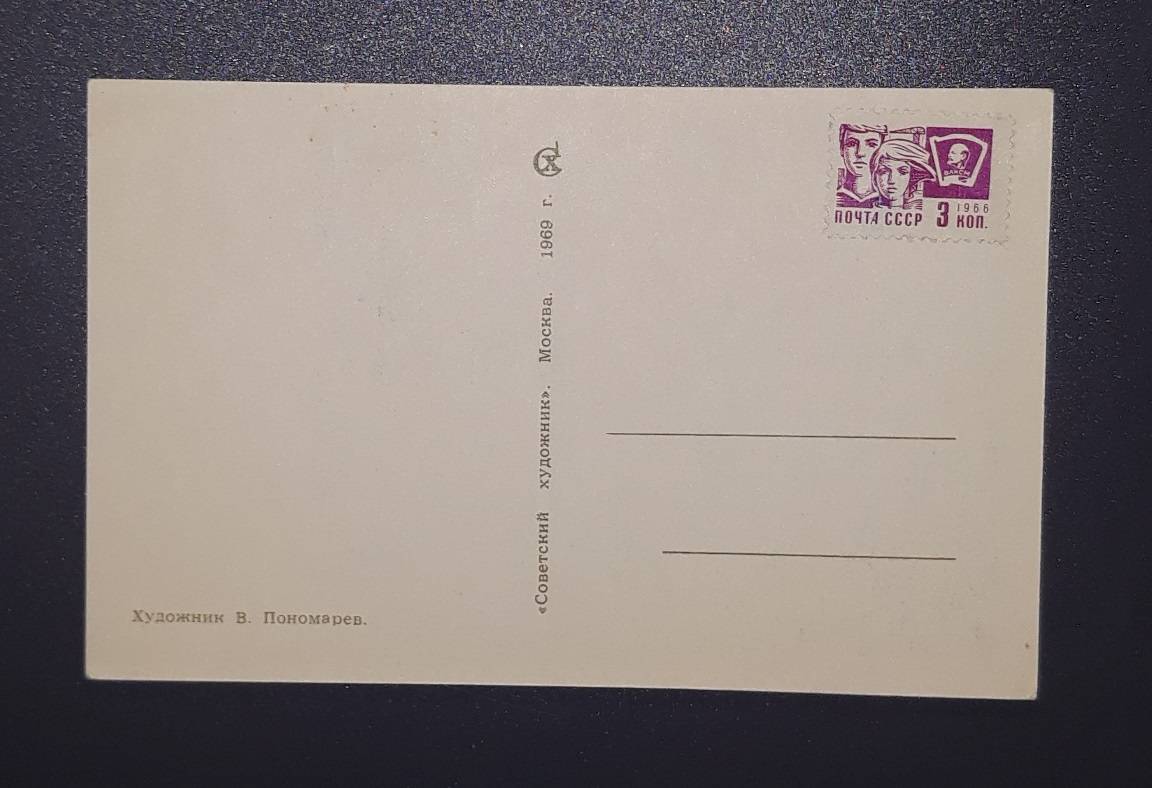 Художник В. Пономарев.
«Советский художник». Москва. 1969 г.
ВЛКСМ
1966
ПОЧТА СССР 3 КОП.